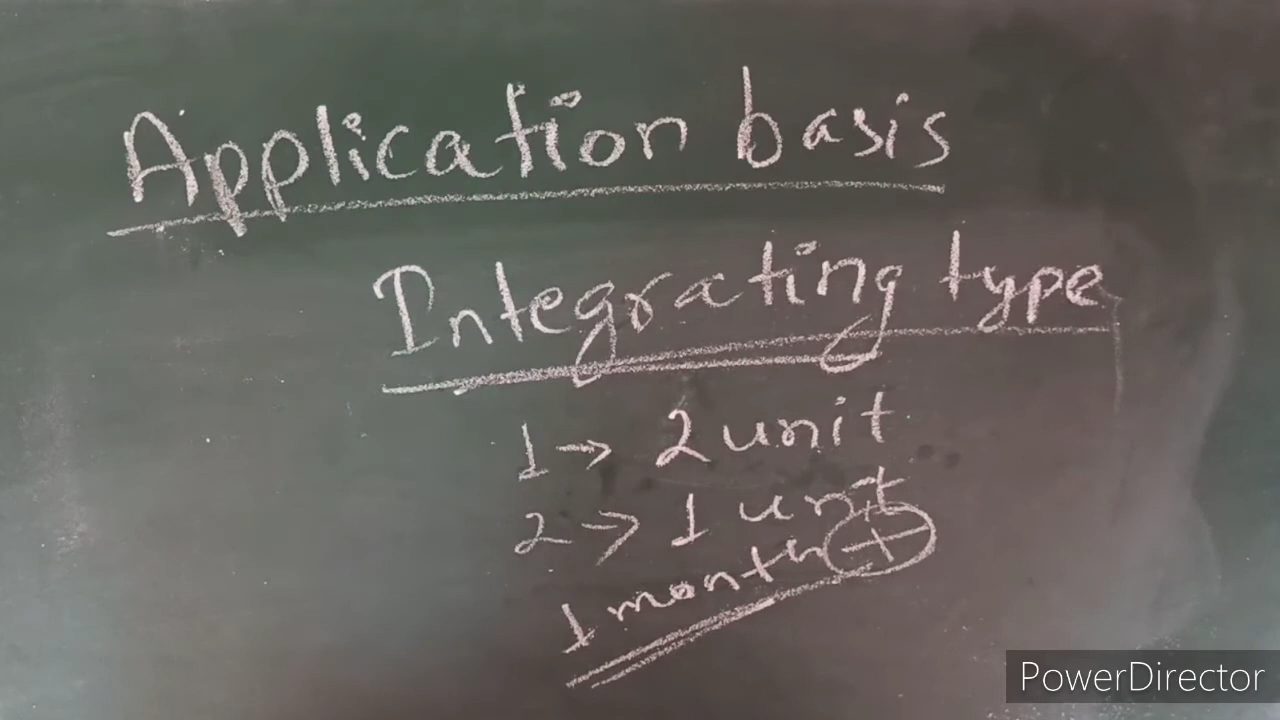 Application basis
Integrating type
1 → 2 unit
2 → 1 unit
1 month +
PowerDirector